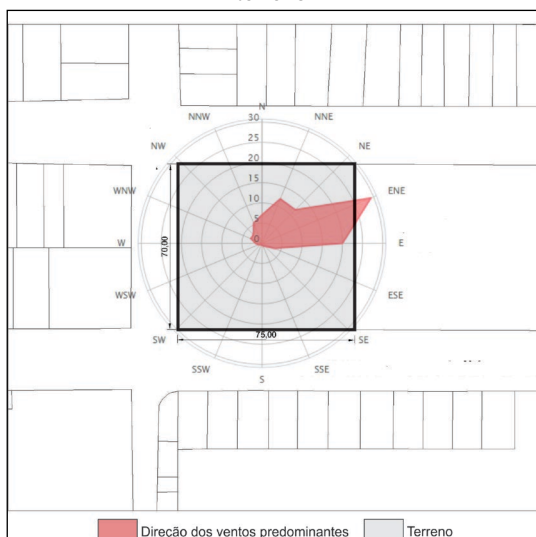 N
NNW
NNE
30
25
NW
NE
20
15
WNW
ENE
10
5
W
0
E
70,00
WSW
ESE
SW
75,00
SE
SSW
SSE
S
Direção dos ventos predominantes
Terreno